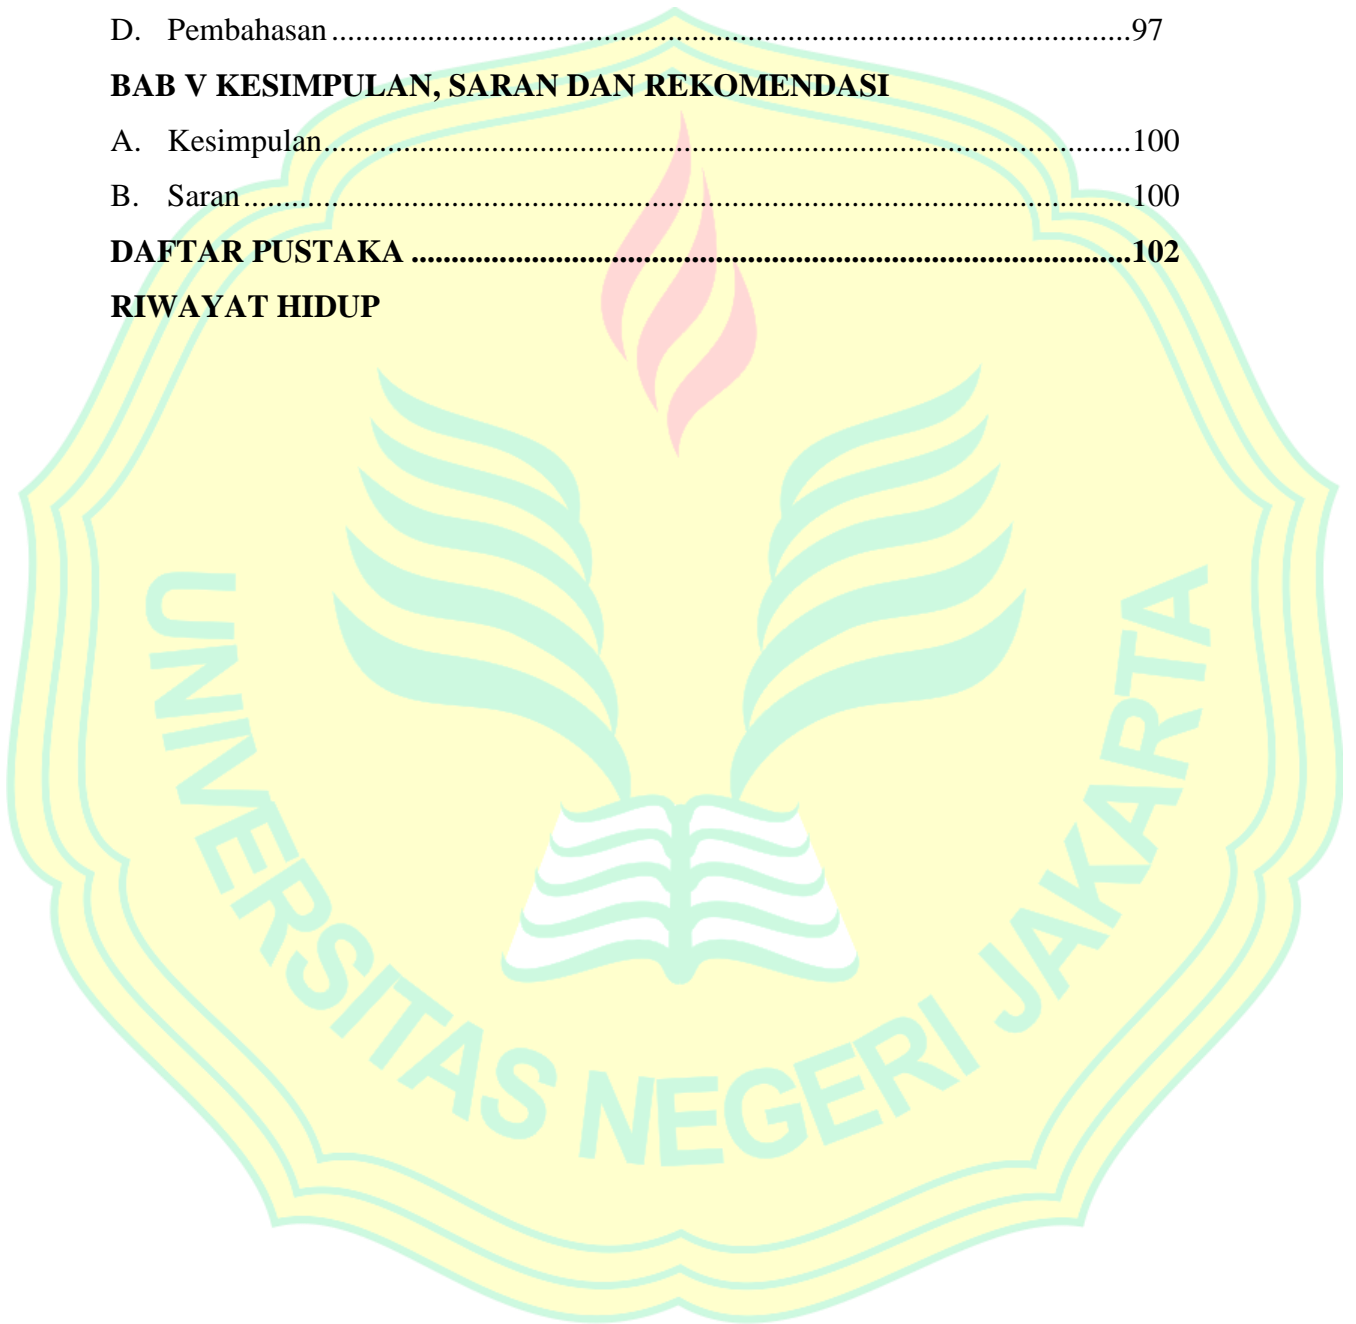 D. Pembahasan....................................................................................................97
BAB V KESIMPULAN, SARAN DAN REKOMENDASI
A. Kesimpulan.....................................................................................................100
B. Saran...............................................................................................................100
DAFTAR PUSTAKA ..........................................................................................102
RIWAYAT HIDUP
UNIVERSITAS NEGERI JAKARTA